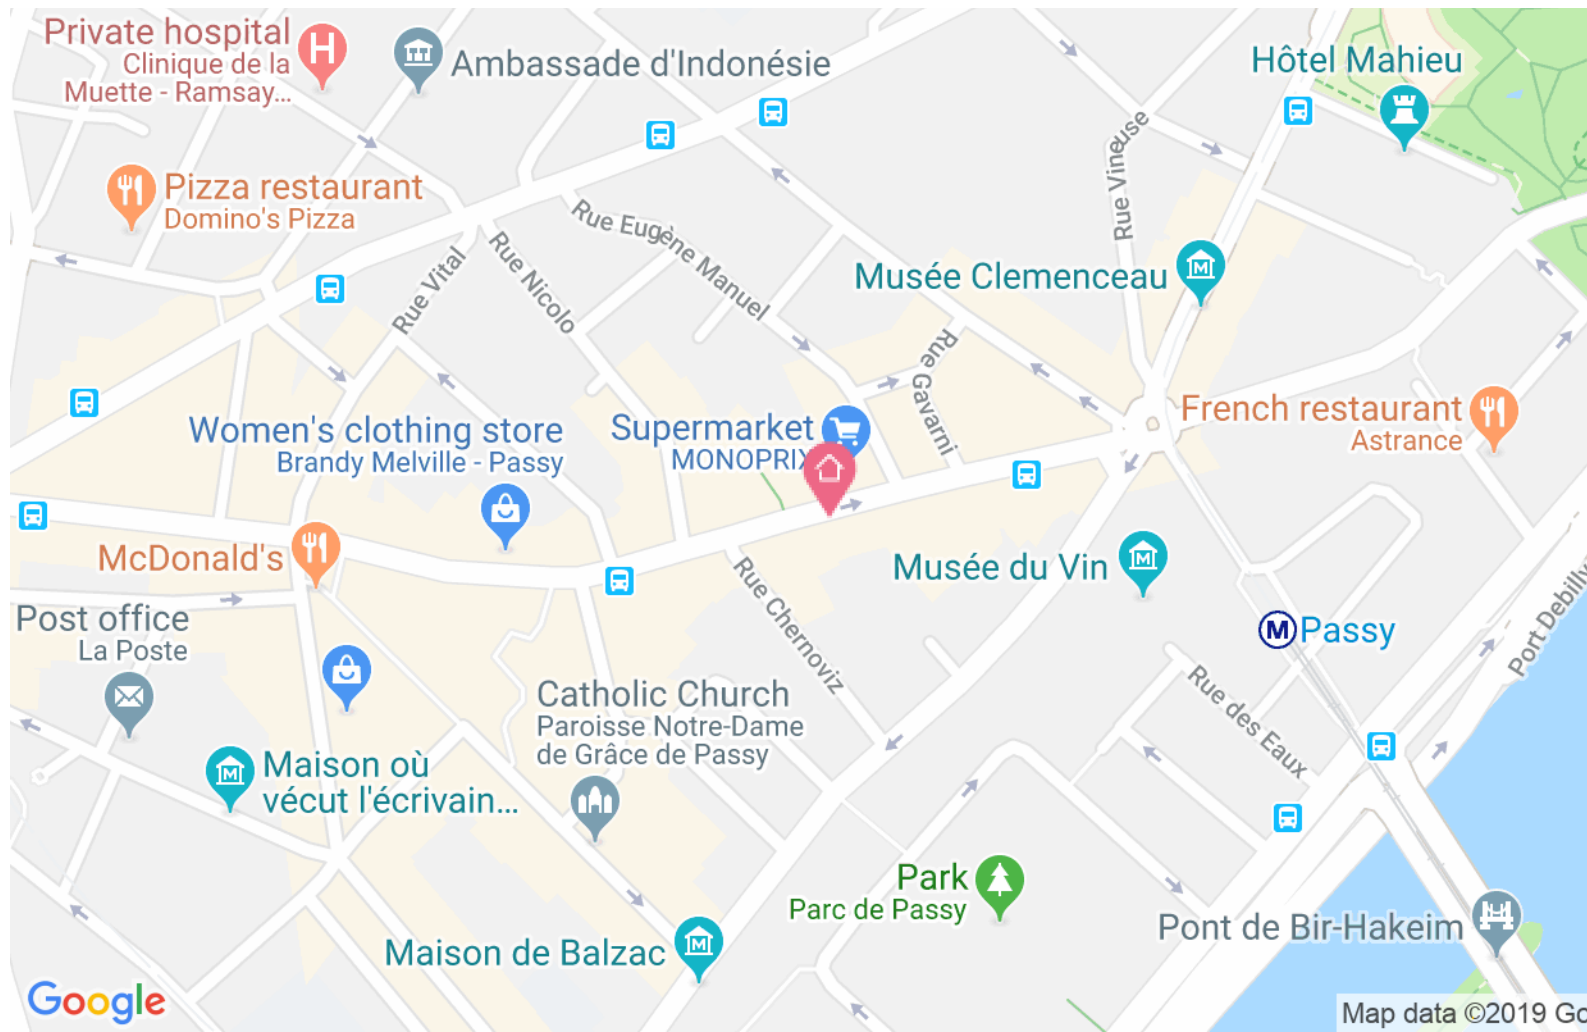 Private hospital
Clinique de la
Muette - Ramsay...
H
Ambassade d'Indonésie
Hôtel Mahieu
Pizza restaurant
Domino's Pizza
Rue Vineuse
Rue Eugène Manuel
Rue Vital
Rue Nicolo
Musée Clemenceau
M
Rue Gavarni
French restaurant
Astrance
Women's clothing store
Brandy Melville - Passy
Supermarket
MONOPRIX
McDonald's
Musée du Vin
M
Rue Chernoviz
Post office
La Poste
M Passy
Port Debilly
Rue des Eaux
Catholic Church
Paroisse Notre-Dame
de Grâce de Passy
M
Maison où
vécut l'écrivain...
Park
Parc de Passy
Pont de Bir-Hakeim
Maison de Balzac
M
Google
Map data ©2019 Go